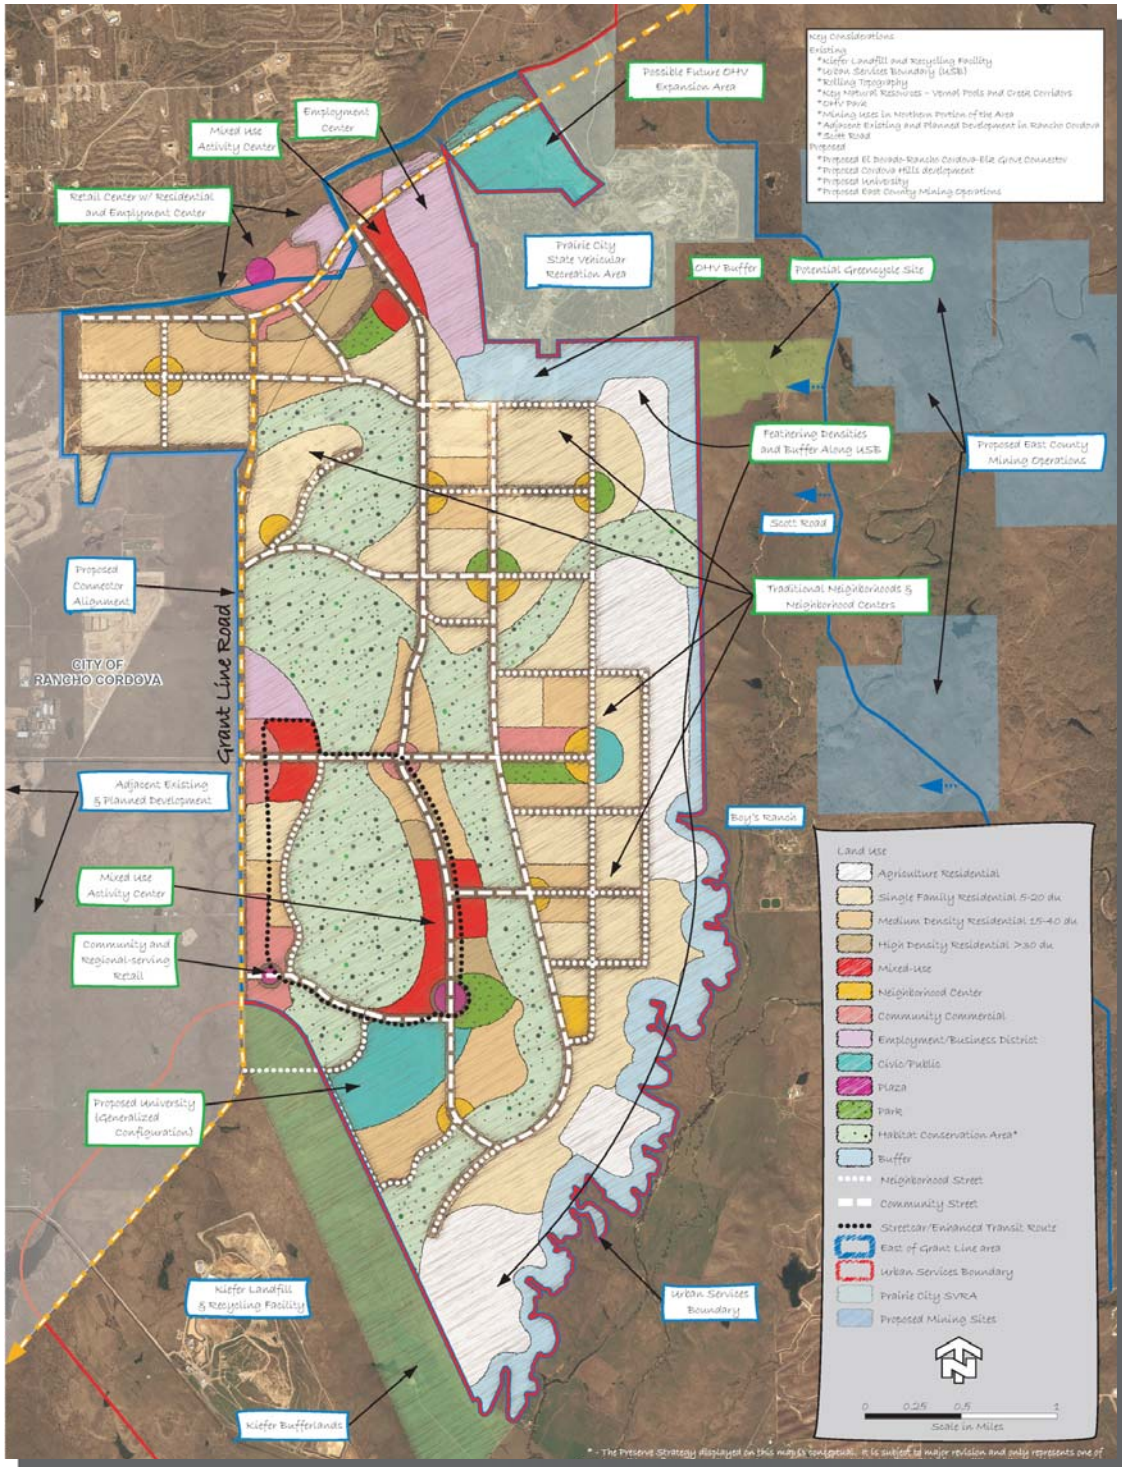 Key Considerations
Existing
*Kiefer Landfill and Recycling Facility
*Urban Services Boundary (USB)
*Rolling Topography
*Key Natural Resources - Vernal Pools and Creek Corridors
*OHV Park
*Mining Uses in Northern Portion of the Area
*Adjacent Existing and Planned Development in Rancho Cordova
*Scott Road
Proposed
*Proposed El Dorado-Rancho Cordova-Elk Grove Connector
*Proposed Cordova Hills development
*Proposed University
*Proposed East County Mining Operations
Possible Future OHV
Expansion Area
Employment
Center
Mixed Use
Activity Center
Retail Center w/ Residential
and Emplyment Center
Prairie City
State Vehicular
Recreation Area
OHV Buffer
Potential Greencycle Site
Feathering Densities
and Buffer Along USB
Proposed East County
Mining Operations
Scott Road
Proposed
Connector
Alignment
Traditional Neighborhoods &
Neighborhood Centers
Grant Line Road
CITY OF
RANCHO CORDOVA
Adjacent Existing
& Planned Development
Boy's Ranch
Mixed Use
Activity Center
Community and
Regional-serving
Retail
Proposed University
(Generalized
Configuration)
Kiefer Landfill
& Recycling Facility
Urban Services
Boundary
Kiefer Bufferlands
Land Use
Agriculture Residential
Single Family Residential 5-20 du
Medium Density Residential 15-40 du
High Density Residential >30 du
Mixed-Use
Neighborhood Center
Community Commercial
Employment/Business District
Civic/Public
Plaza
Park
Habitat Conservation Area*
Buffer
Neighborhood Street
Community Street
Streetcar/Enhanced Transit Route
East of Grant Line area
Urban Services Boundary
Prairie City SVRA
Proposed Mining Sites
N
0 0.25 0.5 1
Scale in Miles
* - The Preserve Strategy displayed on this map is conceptual. It is subject to major revision and only represents one of